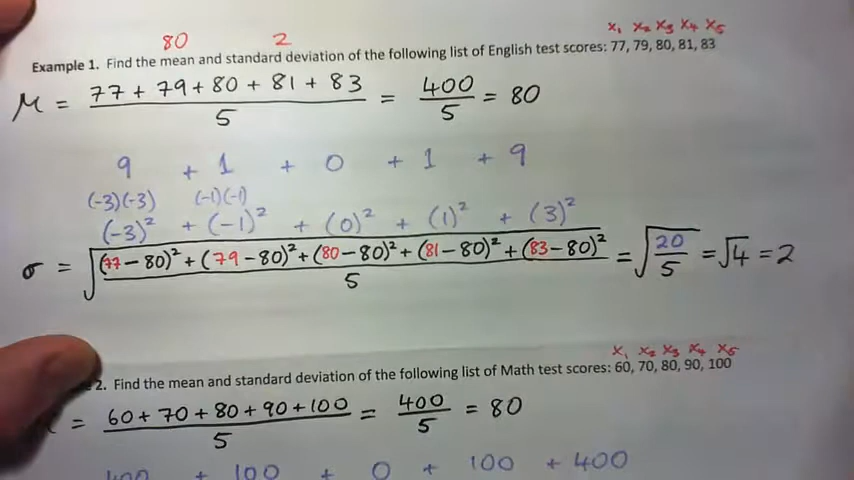 80 2 x₁ x₂ x₃ x₄ x₅
Example 1. Find the mean and standard deviation of the following list of English test scores: 77, 79, 80, 81, 83
μ = (77 + 79 + 80 + 81 + 83)/5 = 400/5 = 80
9 + 1 + 0 + 1 + 9
(-3)(-3) (-1)(-1)
(-3)² + (-1)² + (0)² + (1)² + (3)²
σ = √(((77 − 80)² + (79 − 80)² + (80 − 80)² + (81 − 80)² + (83 − 80)²)/5) = √(20/5) = √4 = 2
x₁ x₂ x₃ x₄ x₅
2. Find the mean and standard deviation of the following list of Math test scores: 60, 70, 80, 90, 100
= (60 + 70 + 80 + 90 + 100)/5 = 400/5 = 80
400 + 100 + 0 + 100 + 400